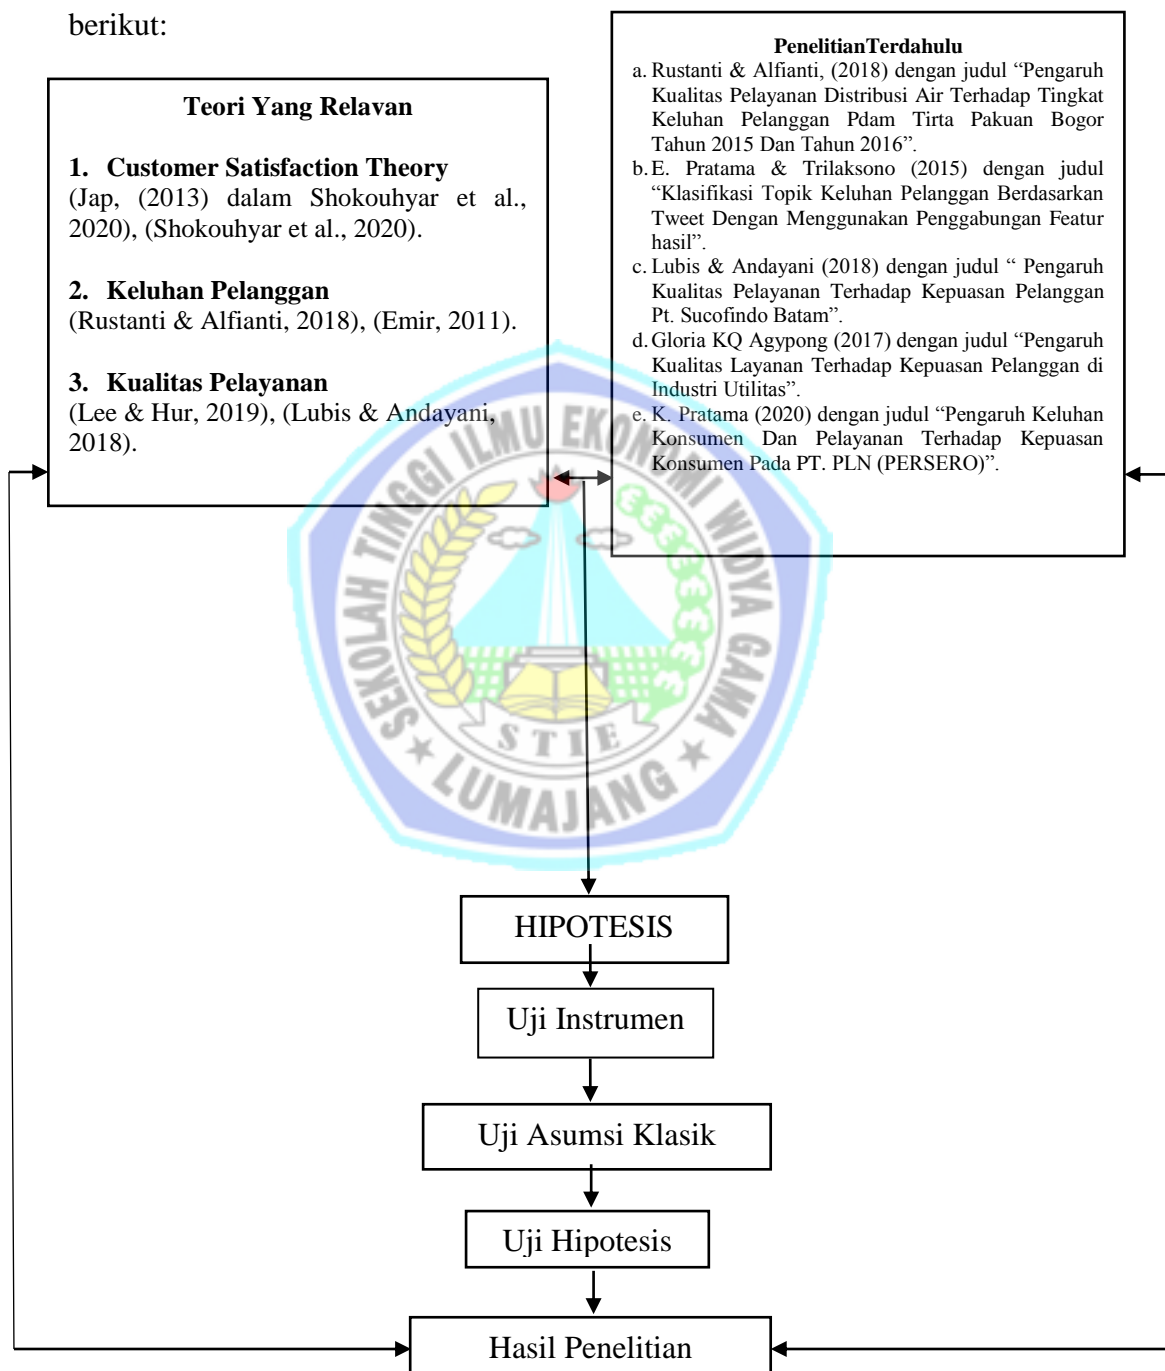 berikut:
Teori Yang Relavan
1. Customer Satisfaction Theory
(Jap, (2013) dalam Shokouhyar et al.,
2020), (Shokouhyar et al., 2020).
2. Keluhan Pelanggan
(Rustanti & Alfianti, 2018), (Emir, 2011).
3. Kualitas Pelayanan
(Lee & Hur, 2019), (Lubis & Andayani,
2018).
PenelitianTerdahulu
a. Rustanti & Alfianti, (2018) dengan judul “Pengaruh
Kualitas Pelayanan Distribusi Air Terhadap Tingkat
Keluhan Pelanggan Pdam Tirta Pakuan Bogor
Tahun 2015 Dan Tahun 2016”.
b. E. Pratama & Trilaksono (2015) dengan judul
“Klasifikasi Topik Keluhan Pelanggan Berdasarkan
Tweet Dengan Menggunakan Penggabungan Featur
hasil”.
c. Lubis & Andayani (2018) dengan judul “ Pengaruh
Kualitas Pelayanan Terhadap Kepuasan Pelanggan
Pt. Sucofindo Batam”.
d. Gloria KQ Agypong (2017) dengan judul “Pengaruh
Kualitas Layanan Terhadap Kepuasan Pelanggan di
Industri Utilitas”.
e. K. Pratama (2020) dengan judul “Pengaruh Keluhan
Konsumen Dan Pelayanan Terhadap Kepuasan
Konsumen Pada PT. PLN (PERSERO)”.
SEKOLAH TINGGI ILMU EKONOMI WIDYA GAMA
STIE
LUMAJANG
HIPOTESIS
Uji Instrumen
Uji Asumsi Klasik
Uji Hipotesis
Hasil Penelitian